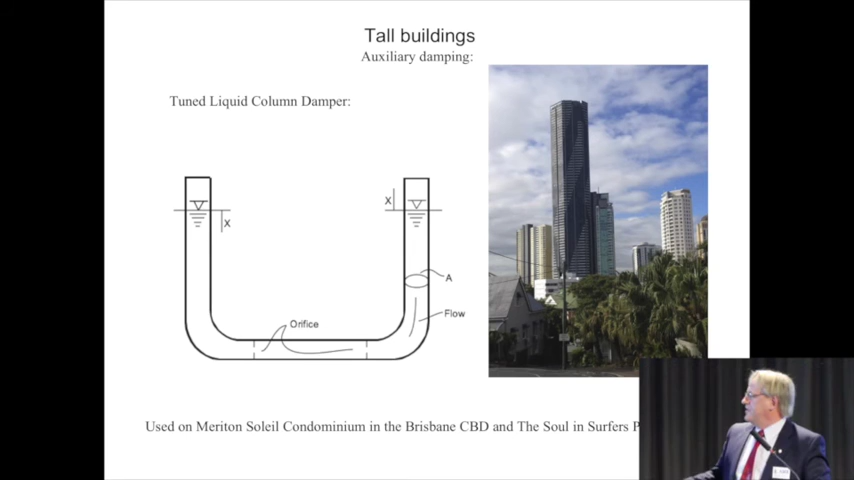 Tall buildings
Auxiliary damping:
Tuned Liquid Column Damper:
X
X
A
Orifice
Flow
Used on Meriton Soleil Condominium in the Brisbane CBD and The Soul in Surfers P